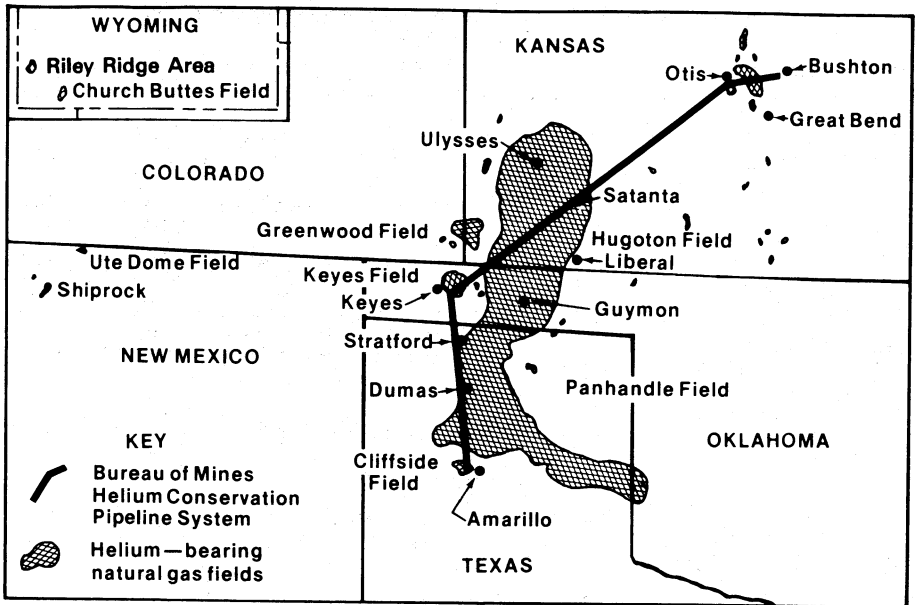 WYOMING
Riley Ridge Area
Church Buttes Field
KANSAS
Otis
Bushton
Great Bend
Ulysses
COLORADO
Satanta
Greenwood Field
Hugoton Field
Liberal
Ute Dome Field
Shiprock
Keyes Field
Keyes
Guymon
Stratford
NEW MEXICO
Dumas
Panhandle Field
OKLAHOMA
KEY
Bureau of Mines
Helium Conservation
Pipeline System
Cliffside
Field
Amarillo
Helium—bearing
natural gas fields
TEXAS